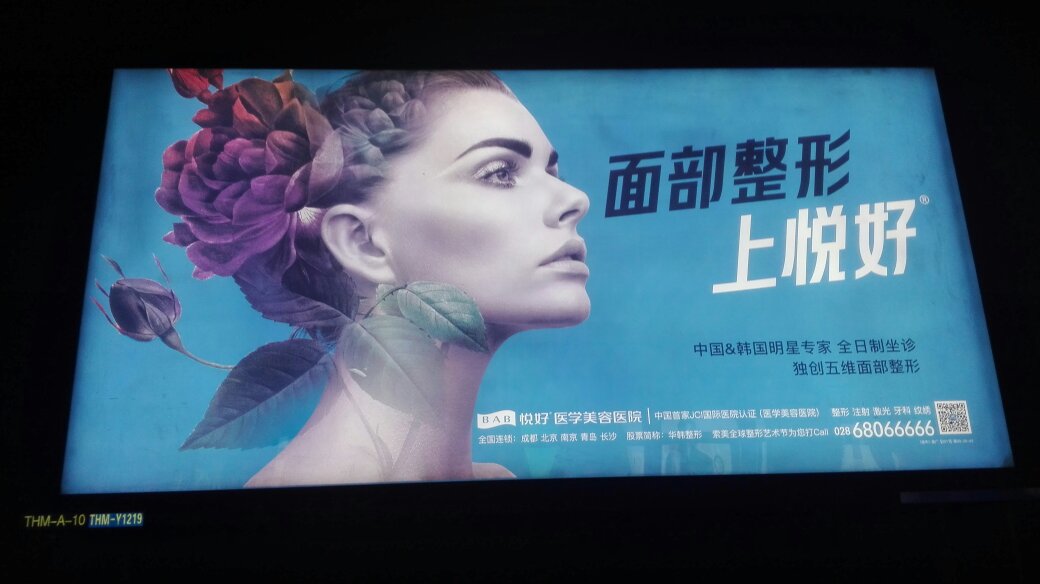 面部整形
上悦好®
中国&韩国明星专家 全日制坐诊
独创五维面部整形
BAB 悦好 医学美容医院 中国首家JCI国际医院认证(医学美容医院) 整形 注射 激光 牙科 纹绣
全国连锁:成都 北京 南京 青岛 长沙 股票简称:华韩整形 索美全球整形艺术节为您打Call 028 68066666
THM-A-10 THM-Y1219